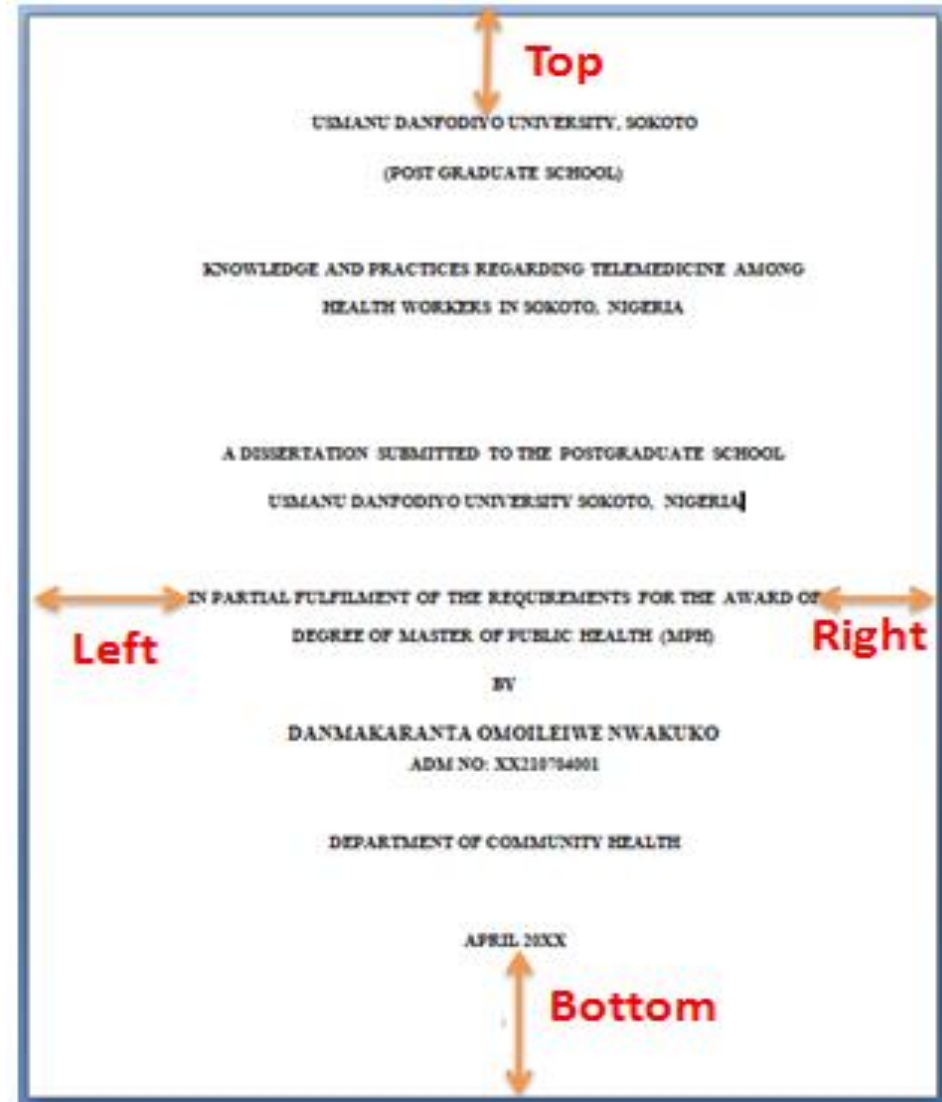 Top
USMANU DANFODIYO UNIVERSITY, SOKOTO
(POST GRADUATE SCHOOL)
KNOWLEDGE AND PRACTICES REGARDING TELEMEDICINE AMONG
HEALTH WORKERS IN SOKOTO, NIGERIA
A DISSERTATION SUBMITTED TO THE POSTGRADUATE SCHOOL
USMANU DANFODIYO UNIVERSITY SOKOTO, NIGERIA
IN PARTIAL FULFILMENT OF THE REQUIREMENTS FOR THE AWARD OF
Left
DEGREE OF MASTER OF PUBLIC HEALTH (MPH)
Right
BY
DANMAKARANTA OMOILEIWE NWAKUKO
ADM NO: XX210704001
DEPARTMENT OF COMMUNITY HEALTH
APRIL 20XX
Bottom